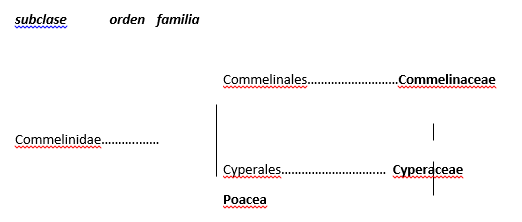 subclase orden familia
Commelinales...........................Commelinaceae
Commelinidae.................
Cyperales............................... Cyperaceae
Poacea